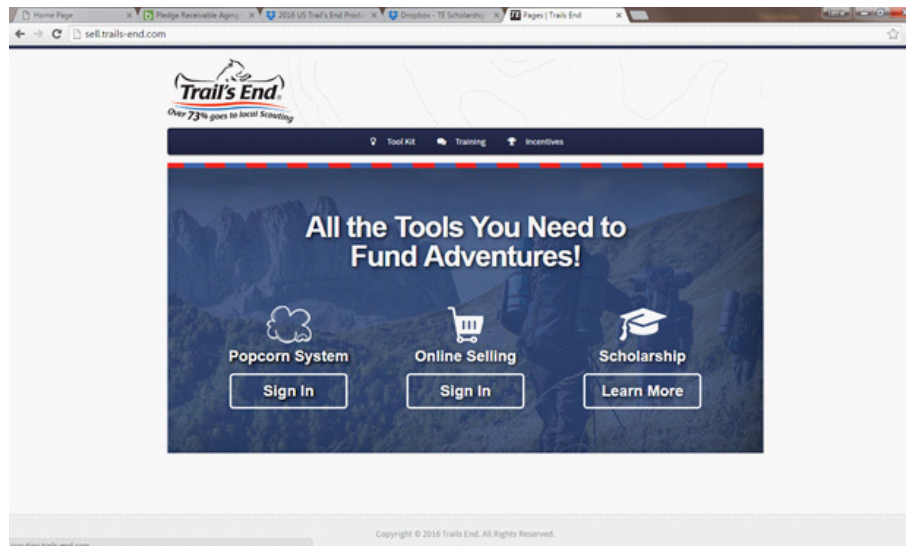 Home Page
Pledge Receivable Aging
2016 US Trail's End Produ
Dropbox - TE Scholarship
Pages | Trails End
sell.trails-end.com
Trail's End®
Over 73% goes to local Scouting
Tool Kit Training Incentives
All the Tools You Need to
Fund Adventures!
Popcorn System Online Selling Scholarship
Sign In Sign In Learn More
Copyright © 2016 Trails End. All Rights Reserved.